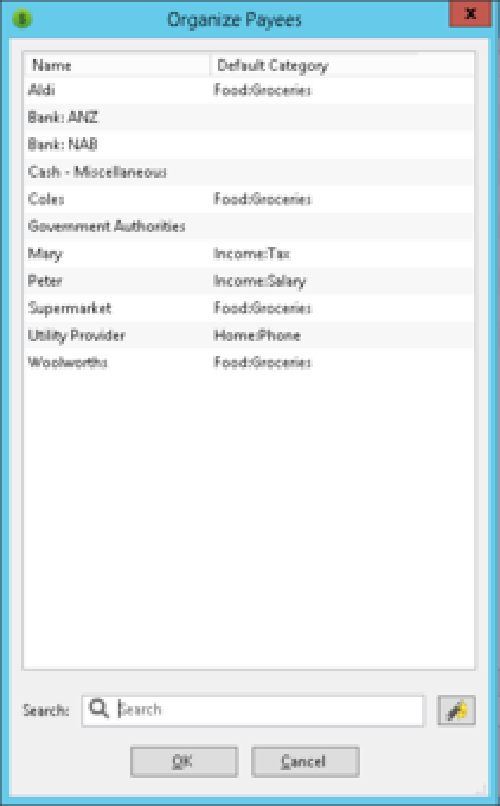 Organize Payees
Name Default Category
Aldi Food:Groceries
Bank: ANZ
Bank: NAB
Cash - Miscellaneous
Coles Food:Groceries
Government Authorities
Mary Income:Tax
Peter Income:Salary
Supermarket Food:Groceries
Utility Provider Home:Phone
Woolworths Food:Groceries
Search: Search
OK Cancel